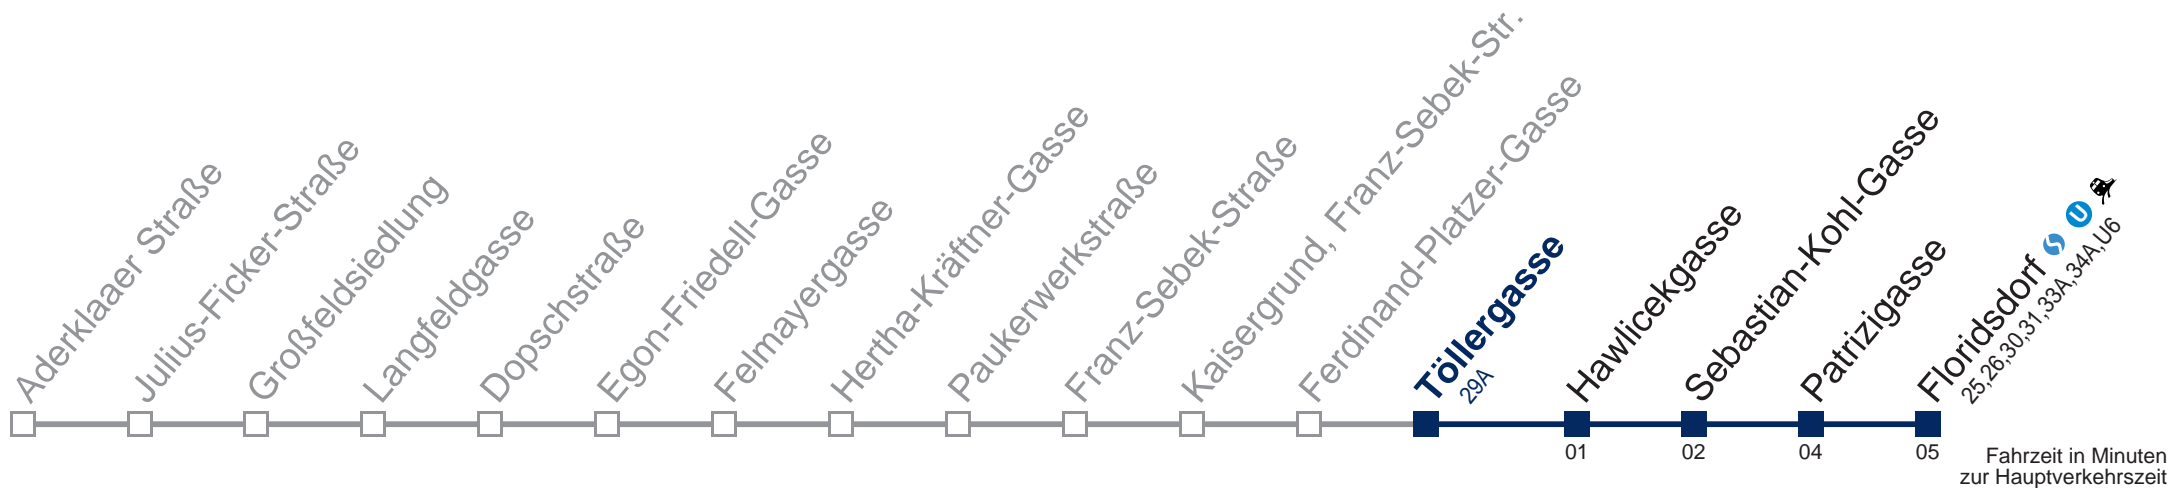 Aderklaaer Straße
Julius-Ficker-Straße
Großfeldsiedlung
Langfeldgasse
Dopschstraße
Egon-Friedell-Gasse
Felmayergasse
Hertha-Kräftner-Gasse
Paukerwerkstraße
Franz-Sebek-Straße
Kaisergrund, Franz-Sebek-Str.
Ferdinand-Platzer-Gasse
Töllergasse
29A
Hawlicekgasse
Sebastian-Kohl-Gasse
Patrizigasse
Floridsdorf S U
25,26,30,31,33A,34A,U6
01
02
04
05
Fahrzeit in Minuten
zur Hauptverkehrszeit